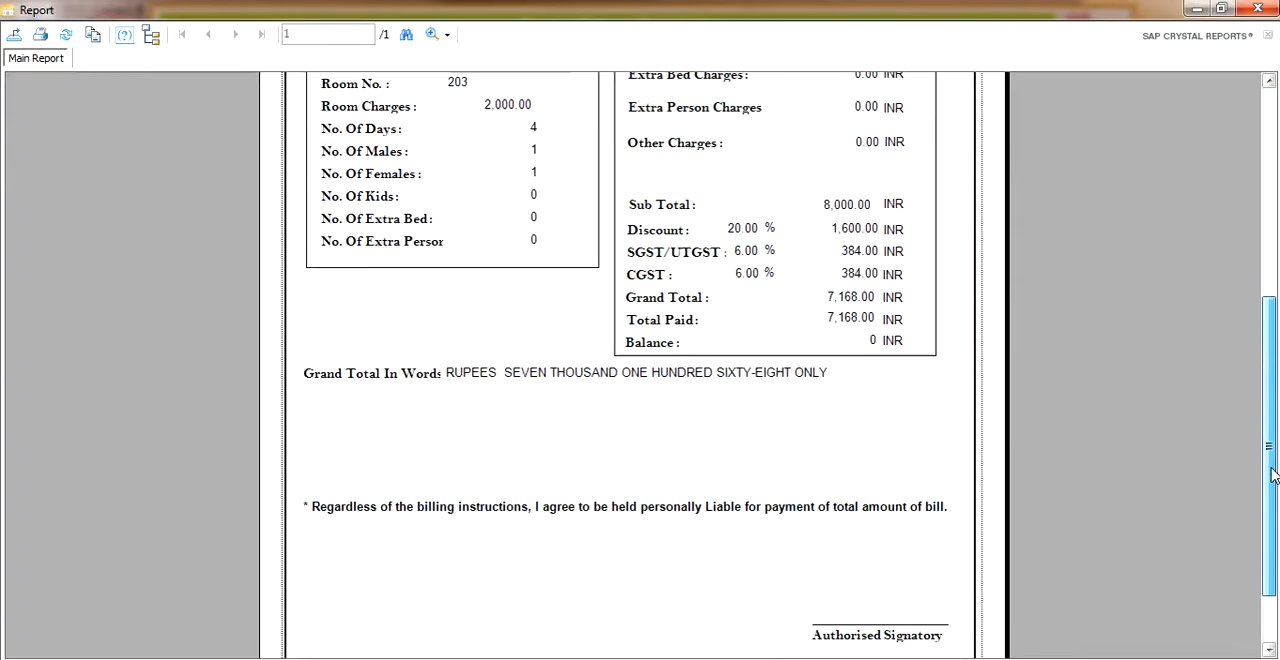 Report
1 /1 SAP CRYSTAL REPORTS®
Main Report
Room No. : 203
Room Charges : 2,000.00
No. Of Days : 4
No. Of Males : 1
No. Of Females : 1
No. Of Kids : 0
No. Of Extra Bed : 0
No. Of Extra Person 0
Extra Bed Charges: 0.00 INR
Extra Person Charges 0.00 INR
Other Charges : 0.00 INR
Sub Total : 8,000.00 INR
Discount : 20.00 % 1,600.00 INR
SGST/UTGST : 6.00 % 384.00 INR
CGST : 6.00 % 384.00 INR
Grand Total : 7,168.00 INR
Total Paid : 7,168.00 INR
Balance : 0 INR
Grand Total In Words RUPEES SEVEN THOUSAND ONE HUNDRED SIXTY-EIGHT ONLY
* Regardless of the billing instructions, I agree to be held personally Liable for payment of total amount of bill.
Authorised Signatory